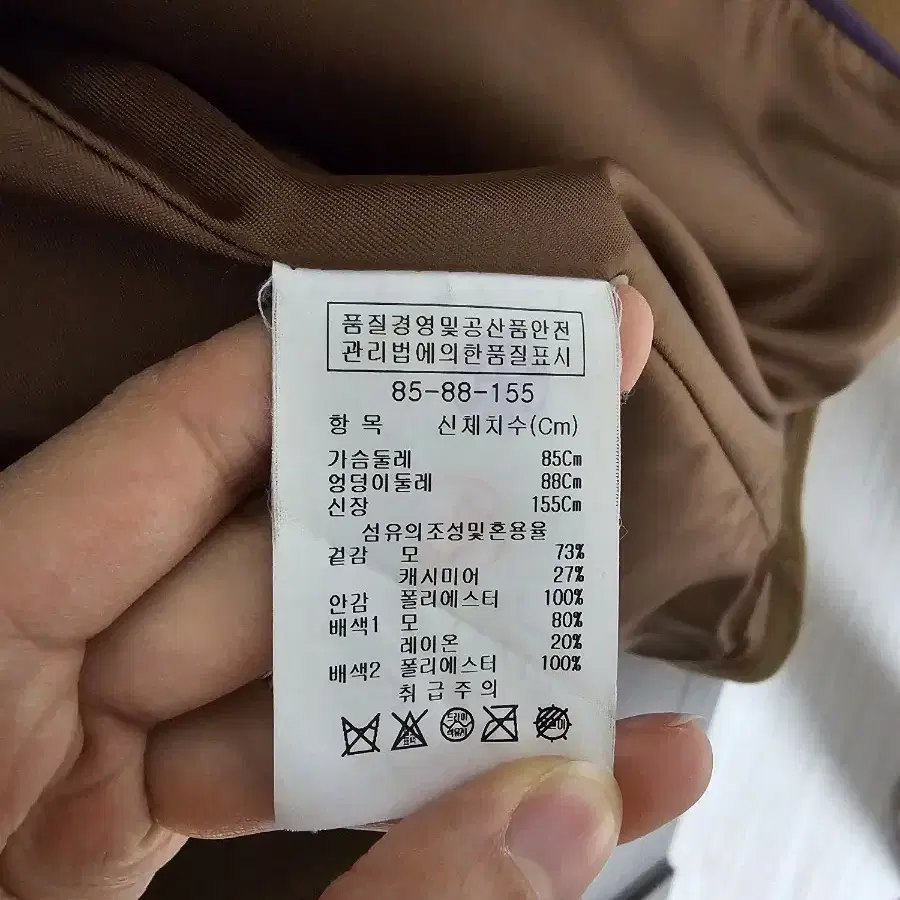 품질경영및공산품안전
관리법에의한품질표시
85-88-155
항 목 신체치수(Cm)
가슴둘레 85Cm
엉덩이둘레 88Cm
신장 155Cm
섬유의조성및혼용율
겉감 모 73%
캐시미어 27%
안감 폴리에스터 100%
배색1 모 80%
레이온 20%
배색2 폴리에스터 100%
취급주의
드라이